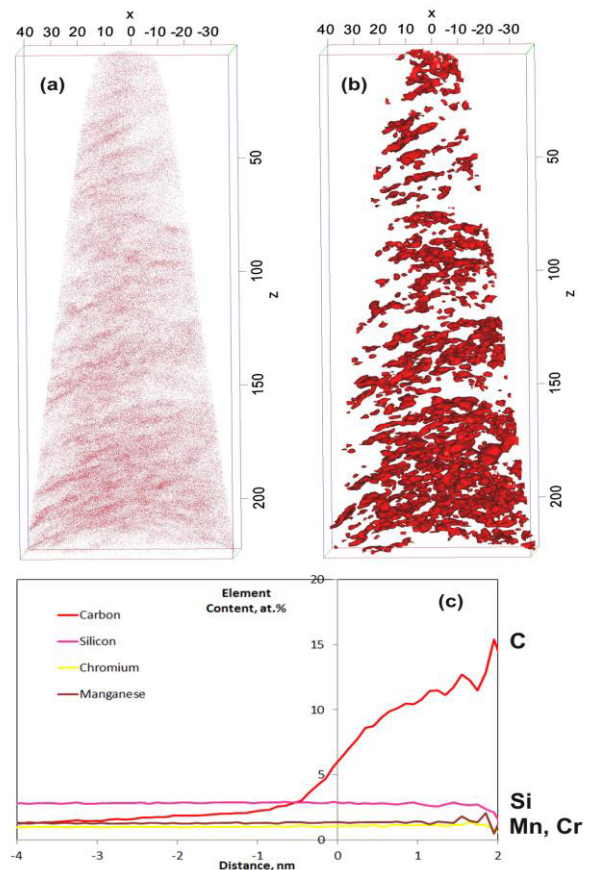 X X
40 30 20 10 0 -10 -20 -30 40 30 20 10 0 -10 -20 -30
(a) (b)
50 50
100 100
Z Z
150 150
200 200
20
Element
Content, at.%
(c)
Carbon
Silicon
Chromium
Manganese
15
C
10
5
Si
Mn, Cr
0
-4 -3 -2 -1 0 1 2
Distance, nm